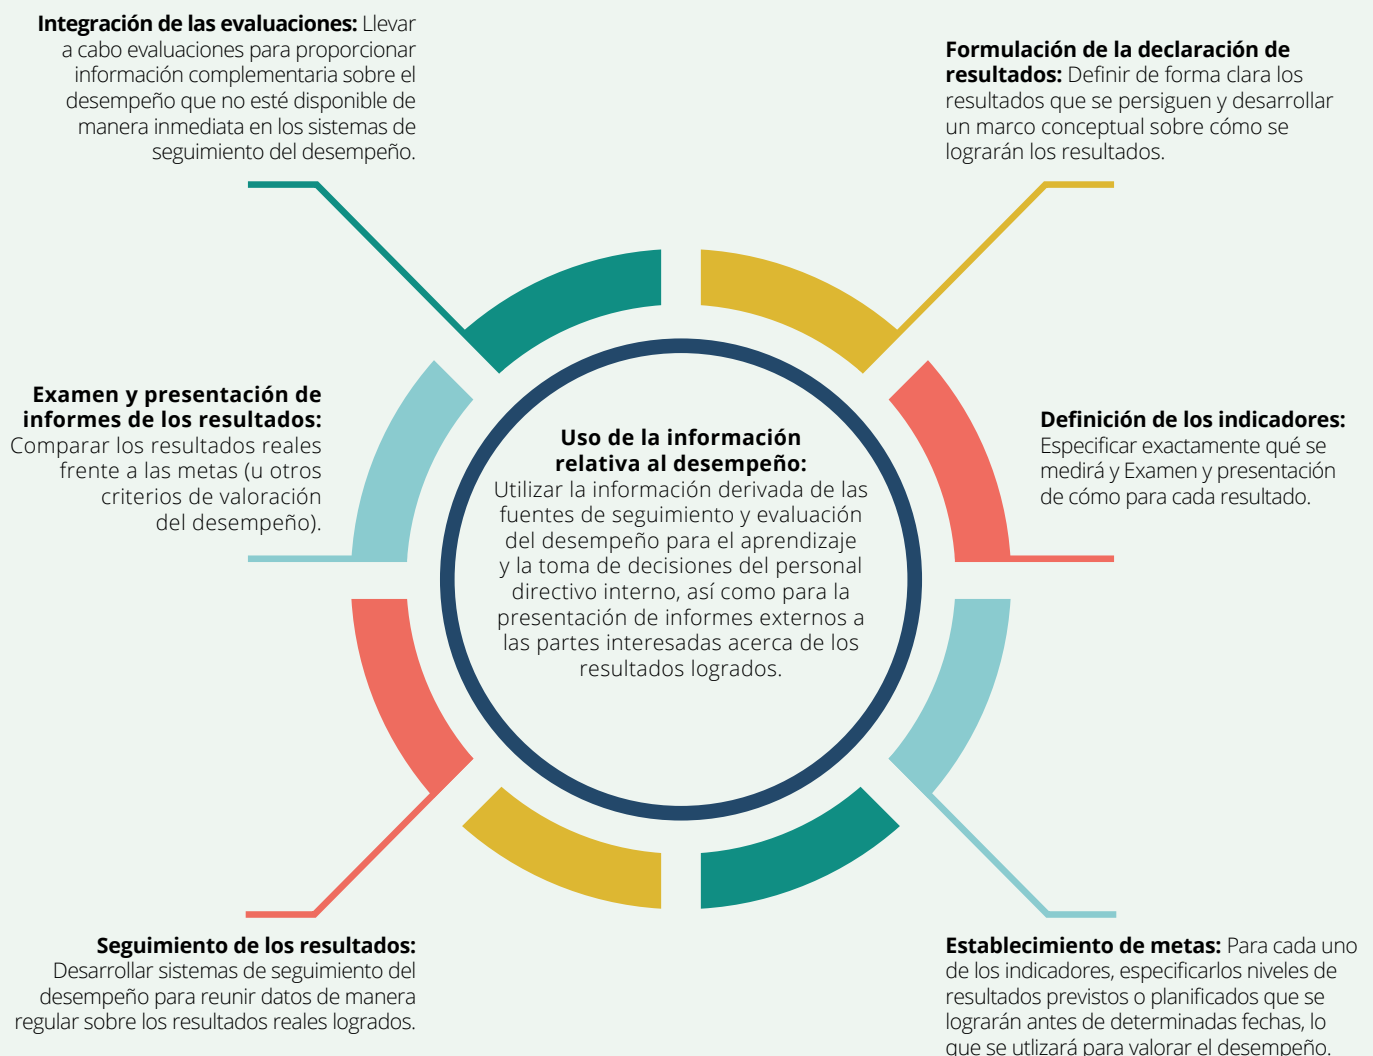 Integración de las evaluaciones: Llevar
a cabo evaluaciones para proporcionar
información complementaria sobre el
desempeño que no esté disponible de
manera inmediata en los sistemas de
seguimiento del desempeño.
Formulación de la declaración de
resultados: Definir de forma clara los
resultados que se persiguen y desarrollar
un marco conceptual sobre cómo se
lograrán los resultados.
Examen y presentación de
informes de los resultados:
Comparar los resultados reales
frente a las metas (u otros
criterios de valoración
del desempeño).
Uso de la información
relativa al desempeño:
Utilizar la información derivada de las
fuentes de seguimiento y evaluación
del desempeño para el aprendizaje
y la toma de decisiones del personal
directivo interno, así como para la
presentación de informes externos a
las partes interesadas acerca de los
resultados logrados.
Definición de los indicadores:
Especificar exactamente qué se
medirá y Examen y presentación
de cómo para cada resultado.
Seguimiento de los resultados:
Desarrollar sistemas de seguimiento del
desempeño para reunir datos de manera
regular sobre los resultados reales logrados.
Establecimiento de metas: Para cada uno
de los indicadores, especificarlos niveles de
resultados previstos o planificados que se
lograrán antes de determinadas fechas, lo
que se utlizará para valorar el desempeño.